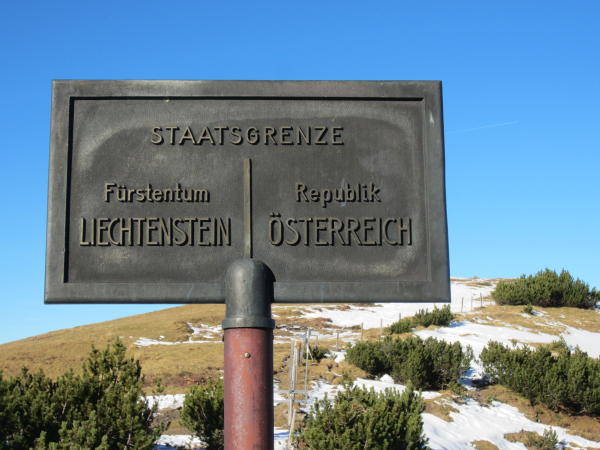 STAATSGRENZE
Fürstentum Republik
LIECHTENSTEIN ÖSTERREICH